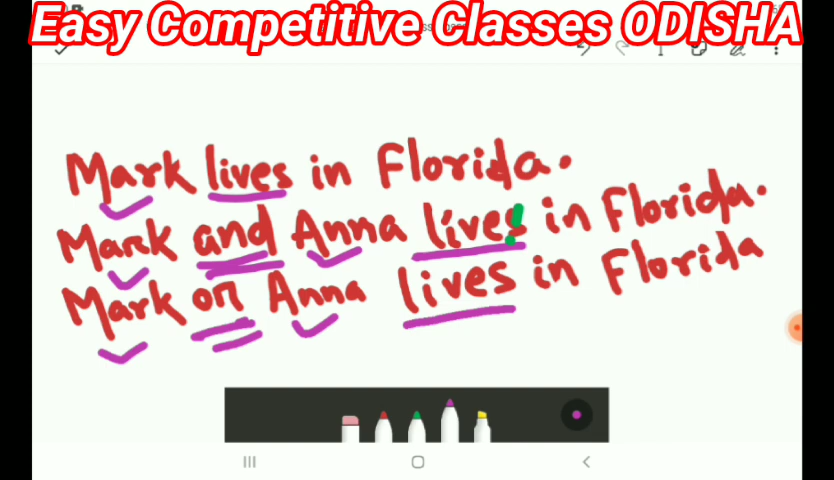 Easy Competitive Classes ODISHA
Mark lives in Florida.
Mark and Anna lives in Florida.
Mark or Anna lives in Florida